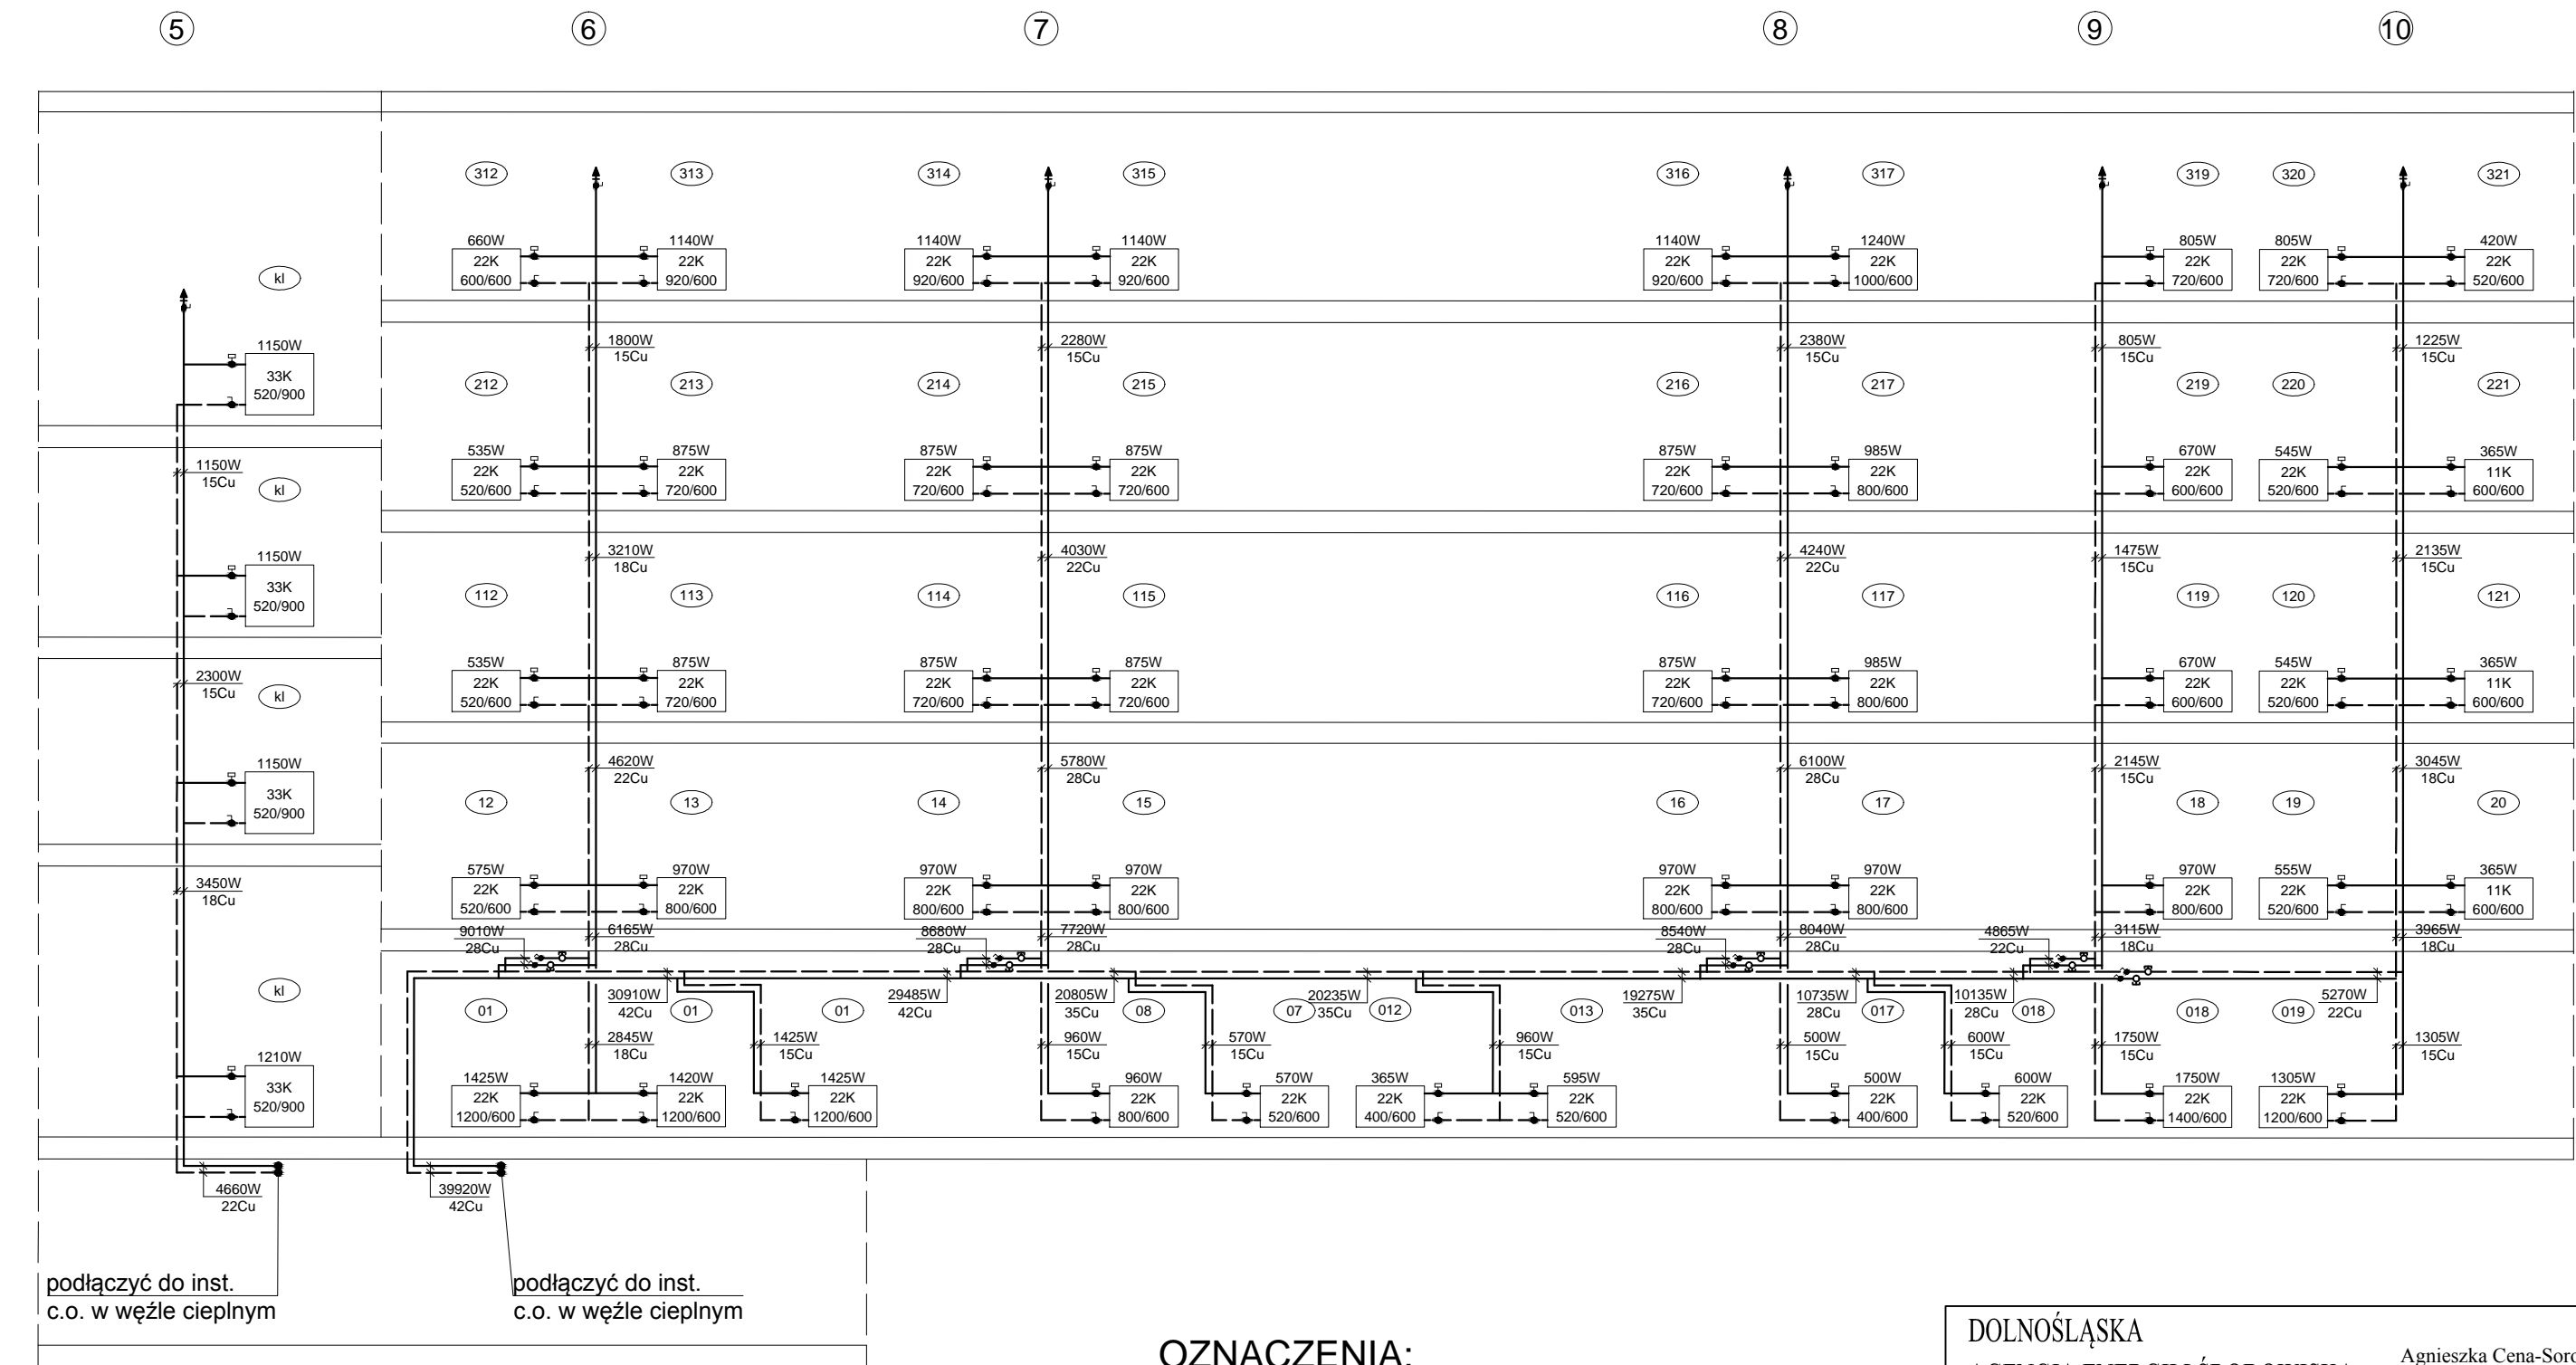 5 6 7 8 9 10
312 313 314 315 316 317 319 320 321
660W 1140W 1140W 1140W 1140W 1240W 805W 805W 420W
22K 22K 22K 22K 22K 22K 22K 22K 22K
600/600 920/600 920/600 920/600 920/600 1000/600 720/600 720/600 520/600
kl
1150W 1800W 2280W 2380W 805W 1225W
15Cu 15Cu 15Cu 15Cu 15Cu
33K
520/900
212 213 214 215 216 217 219 220 221
535W 875W 875W 875W 875W 985W 670W 545W 365W
22K 22K 22K 22K 22K 22K 22K 22K 11K
520/600 720/600 720/600 720/600 720/600 800/600 600/600 520/600 600/600
1150W
15Cu
kl
1150W 3210W 4030W 4240W 1475W 2135W
18Cu 22Cu 22Cu 15Cu 15Cu
33K
520/900
112 113 114 115 116 117 119 120 121
535W 875W 875W 875W 875W 985W 670W 545W 365W
22K 22K 22K 22K 22K 22K 22K 22K 11K
520/600 720/600 720/600 720/600 720/600 800/600 600/600 520/600 600/600
2300W
15Cu
kl
1150W 4620W 5780W 6100W 2145W 3045W
22Cu 28Cu 28Cu 15Cu 18Cu
33K
520/900
12 13 14 15 16 17 18 19 20
575W 970W 970W 970W 970W 970W 970W 555W 365W
22K 22K 22K 22K 22K 22K 22K 22K 11K
520/600 800/600 800/600 800/600 800/600 800/600 800/600 520/600 600/600
3450W
18Cu
9010W 6165W 8680W 7720W 8540W 8040W 4865W 3115W 3965W
28Cu 28Cu 28Cu 28Cu 28Cu 28Cu 22Cu 18Cu 18Cu
kl
30910W 29485W 20805W 20235W 19275W 10735W 10135W 5270W
42Cu 42Cu 35Cu 35Cu 35Cu 28Cu 28Cu 22Cu
01 01 01 08 07 012 013 017 018 018 019
2845W 1425W 960W 570W 960W 500W 600W 1750W 1305W
18Cu 15Cu 15Cu 15Cu 15Cu 15Cu 15Cu 15Cu 15Cu
1210W
33K
520/900
1425W 1420W 1425W 960W 570W 365W 595W 500W 600W 1750W 1305W
22K 22K 22K 22K 22K 22K 22K 22K 22K 22K 22K
1200/600 1200/600 1200/600 800/600 520/600 400/600 520/600 400/600 520/600 1400/600 1200/600
4660W 39920W
22Cu 42Cu
podłączyć do inst.
c.o. w węźle cieplnym
podłączyć do inst.
c.o. w węźle cieplnym
OZNACZENIA:
DOLNOŚLĄSKA
Agnieszka